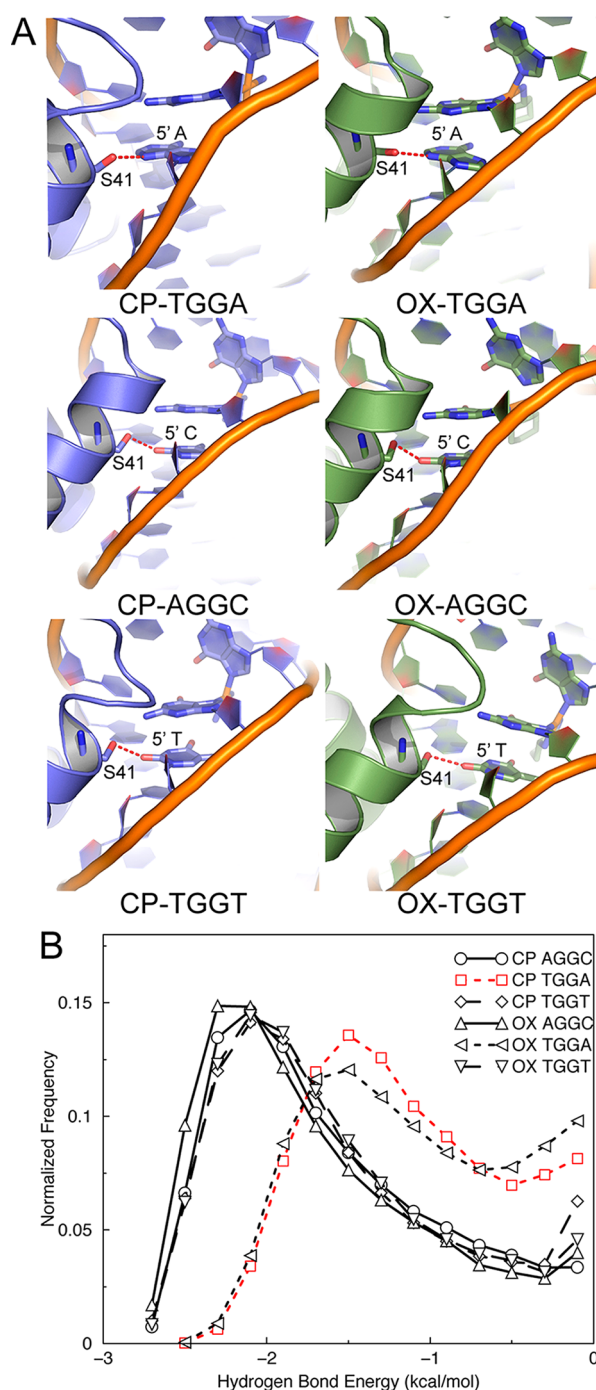 A
5' A
S41
5' A
S41
CP-TGGA
OX-TGGA
5' C
S41
5' C
S41
CP-AGGC
OX-AGGC
5' T
S41
5' T
S41
CP-TGGT
OX-TGGT
B
CP AGGC
CP TGGA
CP TGGT
OX AGGC
OX TGGA
OX TGGT
0.15
0.1
0.05
0
Normalized Frequency
−3
−2
−1
0
Hydrogen Bond Energy (kcal/mol)